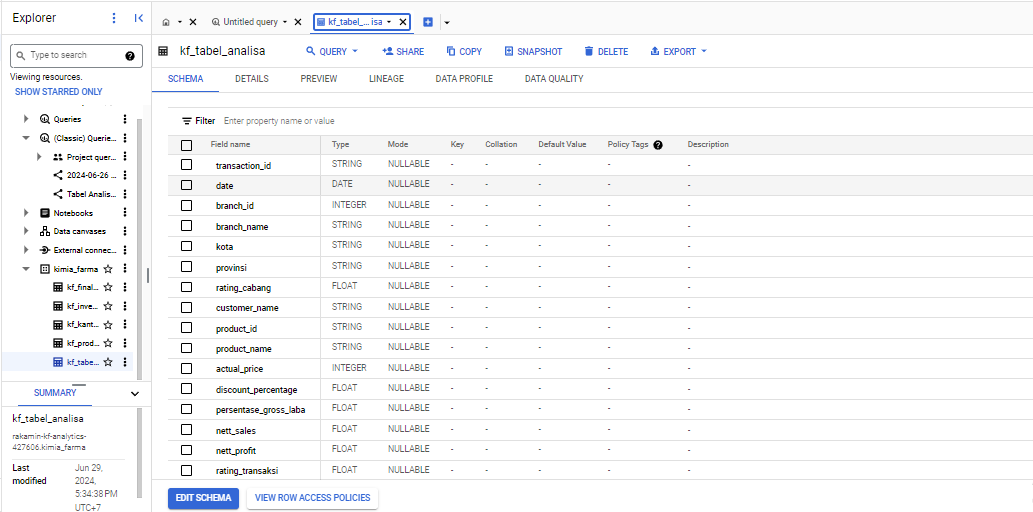 Explorer
Type to search
Viewing resources.
SHOW STARRED ONLY
Queries
(Classic) Querie...
Project quer...
2024-06-26 ...
Tabel Analis...
Notebooks
Data canvases
External connec...
kimia_farma
kf_final...
kf_inve...
kf_kant...
kf_prod...
kf_tabe...
SUMMARY
kf_tabel_analisa
rakamin-kf-analytics-
427606.kimia_farma
Last modified Jun 29, 2024, 5:34:38 PM UTC+7
Untitled query
kf_tabel_... isa
kf_tabel_analisa QUERY SHARE COPY SNAPSHOT DELETE EXPORT
SCHEMA DETAILS PREVIEW LINEAGE DATA PROFILE DATA QUALITY
Filter Enter property name or value
Field name Type Mode Key Collation Default Value Policy Tags Description
transaction_id STRING NULLABLE - - - - -
date DATE NULLABLE - - - - -
branch_id INTEGER NULLABLE - - - - -
branch_name STRING NULLABLE - - - - -
kota STRING NULLABLE - - - - -
provinsi STRING NULLABLE - - - - -
rating_cabang FLOAT NULLABLE - - - - -
customer_name STRING NULLABLE - - - - -
product_id STRING NULLABLE - - - - -
product_name STRING NULLABLE - - - - -
actual_price INTEGER NULLABLE - - - - -
discount_percentage FLOAT NULLABLE - - - - -
persentase_gross_laba FLOAT NULLABLE - - - - -
nett_sales FLOAT NULLABLE - - - - -
nett_profit FLOAT NULLABLE - - - - -
rating_transaksi FLOAT NULLABLE - - - - -
EDIT SCHEMA VIEW ROW ACCESS POLICIES